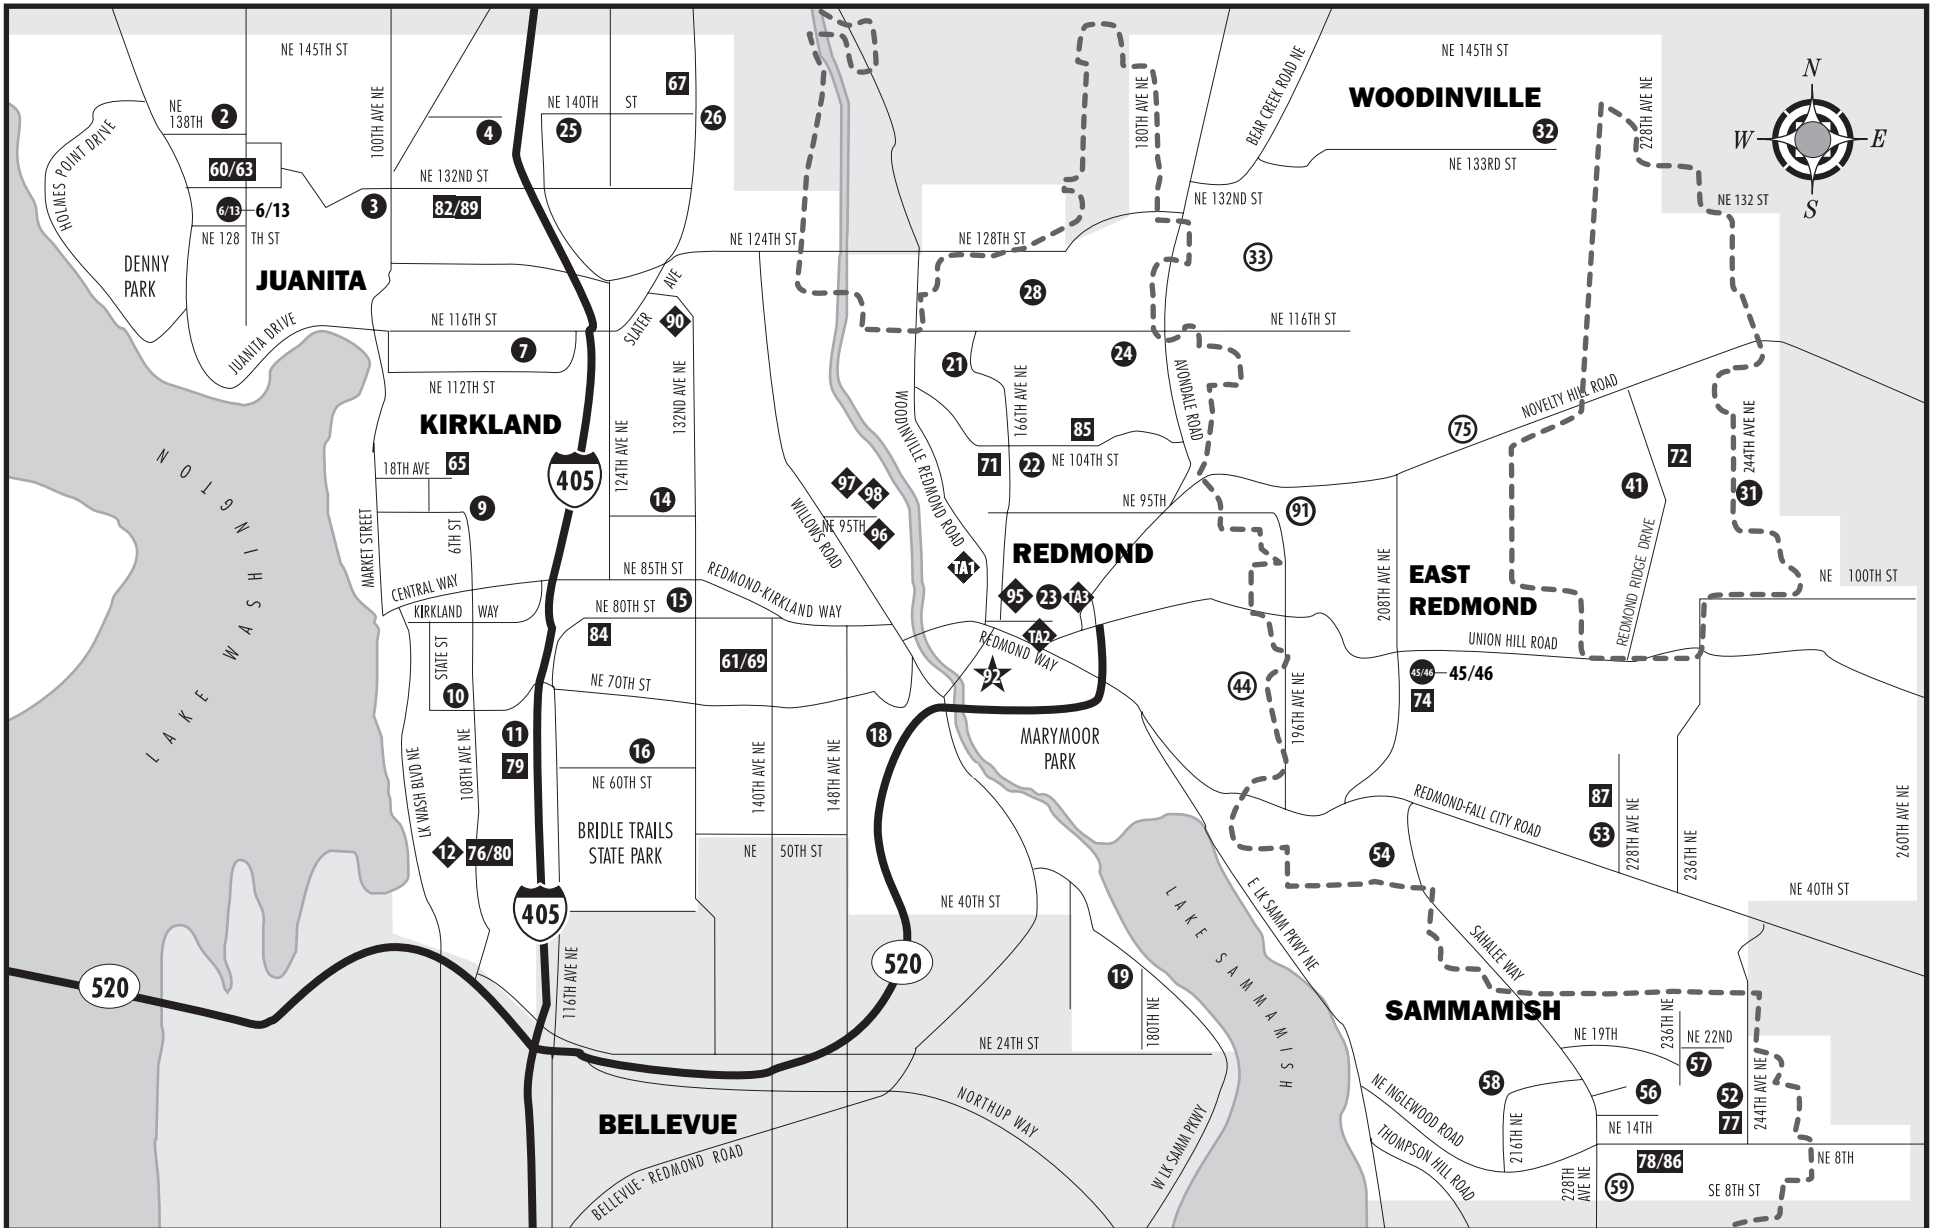 NE 145TH ST
NE 145TH ST
N
W
E
S
WOODINVILLE
NE
138TH
2
100TH AVE NE
4
NE 140TH ST
25
67
26
180TH AVE NE
BEAR CREEK ROAD NE
32
228TH AVE NE
HOLMES POINT DRIVE
60/63
NE 132ND ST
82/89
3
6/13
6/13
NE 128 TH ST
NE 133RD ST
NE 132ND ST
NE 132 ST
DENNY
PARK
JUANITA
NE 124TH ST
NE 128TH ST
33
28
JUANITA DRIVE
NE 116TH ST
7
NE 112TH ST
SLATER AVE
90
NE 116TH ST
21
24
132ND AVE NE
166TH AVE NE
AVONDALE ROAD
NOVELTY HILL ROAD
KIRKLAND
405
124TH AVE NE
WOODINVILLE REDMOND ROAD
85
71
22
NE 104TH ST
75
72
244TH AVE NE
41
31
18TH AVE
65
9
6TH ST
MARKET STREET
14
97
98
NE 95TH
96
WILLOWS ROAD
NE 95TH
91
LAKE WASHINGTON
TA1
REDMOND
95
23
TA3
TA2
REDMOND WAY
92
208TH AVE NE
EAST
REDMOND
REDMOND RIDGE DRIVE
NE 100TH ST
UNION HILL ROAD
CENTRAL WAY
KIRKLAND WAY
NE 85TH ST
REDMOND-KIRKLAND WAY
NE 80TH ST
15
84
61/69
STATE ST
10
NE 70TH ST
45/46
45/46
74
44
196TH AVE NE
11
79
16
NE 60TH ST
18
MARYMOOR
PARK
LK WASH BLVD NE
108TH AVE NE
140TH AVE NE
148TH AVE NE
REDMOND-FALL CITY ROAD
87
53
228TH AVE NE
236TH NE
260TH AVE NE
12
76/80
BRIDLE TRAILS
STATE PARK
NE 50TH ST
54
NE 40TH ST
NE 40TH ST
405
LAKE SAMMAMISH
E LK SAMM PKWY NE
SAHALEE WAY
520
520
116TH AVE NE
19
180TH NE
SAMMAMISH
NE 24TH ST
NE 19TH
236TH NE
NE 22ND
57
58
56
52
77
244TH AVE NE
NE INGLEWOOD ROAD
216TH NE
NE 14TH
BELLEVUE
NORTHUP WAY
W LK SAMM PKWY
THOMPSON HILL ROAD
NE 8TH
78/86
59
228TH
AVE NE
SE 8TH ST
BELLEVUE - REDMOND ROAD